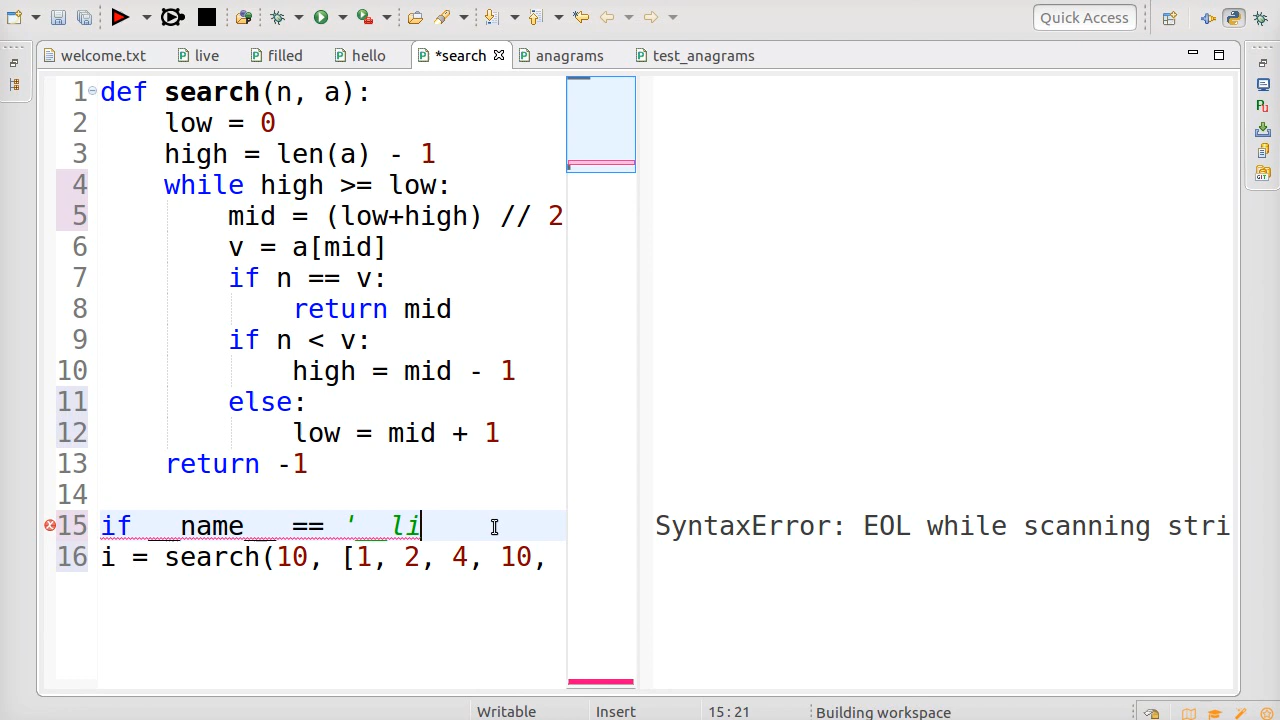 Quick Access
welcome.txt live filled hello *search anagrams test_anagrams
1 def search(n, a):
2 low = 0
3 high = len(a) - 1
4 while high >= low:
5 mid = (low+high) // 2
6 v = a[mid]
7 if n == v:
8 return mid
9 if n < v:
10 high = mid - 1
11 else:
12 low = mid + 1
13 return -1
14
15 if __name__ == '__li
SyntaxError: EOL while scanning stri
16 i = search(10, [1, 2, 4, 10,
Writable Insert 15:21 Building workspace